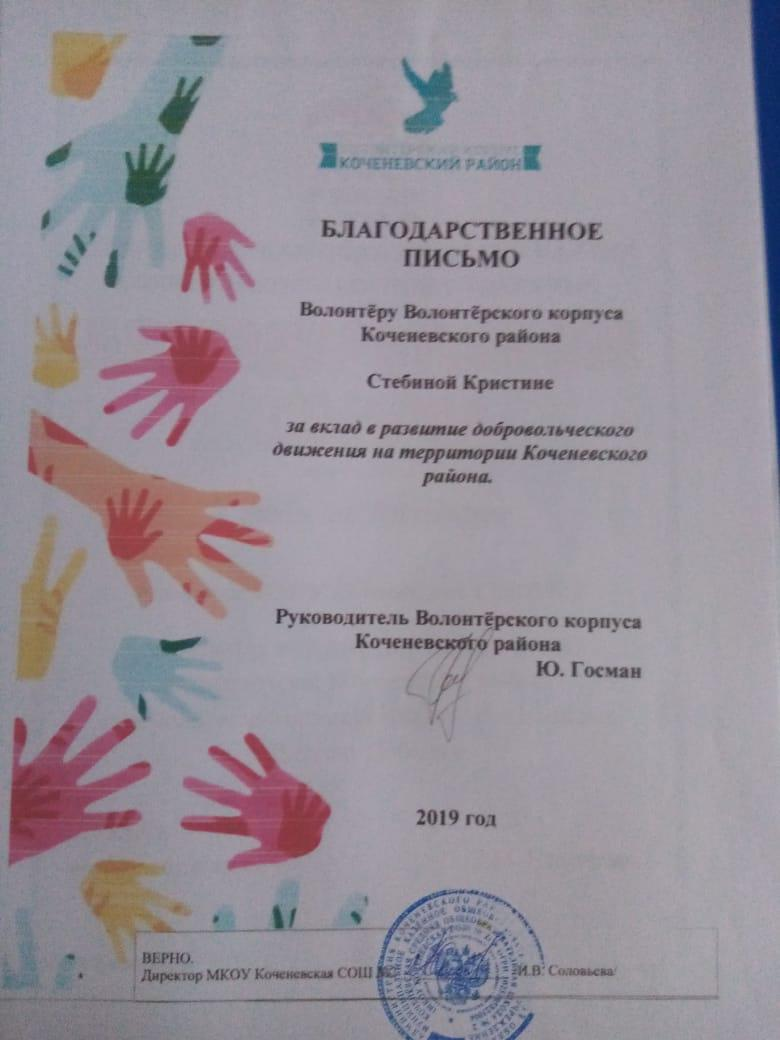 КОЧЕНЕВСКИЙ РАЙОН
БЛАГОДАРСТВЕННОЕ
ПИСЬМО
Волонтёру Волонтёрского корпуса
Коченевского района
Стебиной Кристине
за вклад в развитие добровольческого
движения на территории Коченевского
района.
Руководитель Волонтёрского корпуса
Коченевского района
Ю. Госман
2019 год
ВЕРНО.
Директор МКОУ Коченевская СОШ И.В. Соловьева/